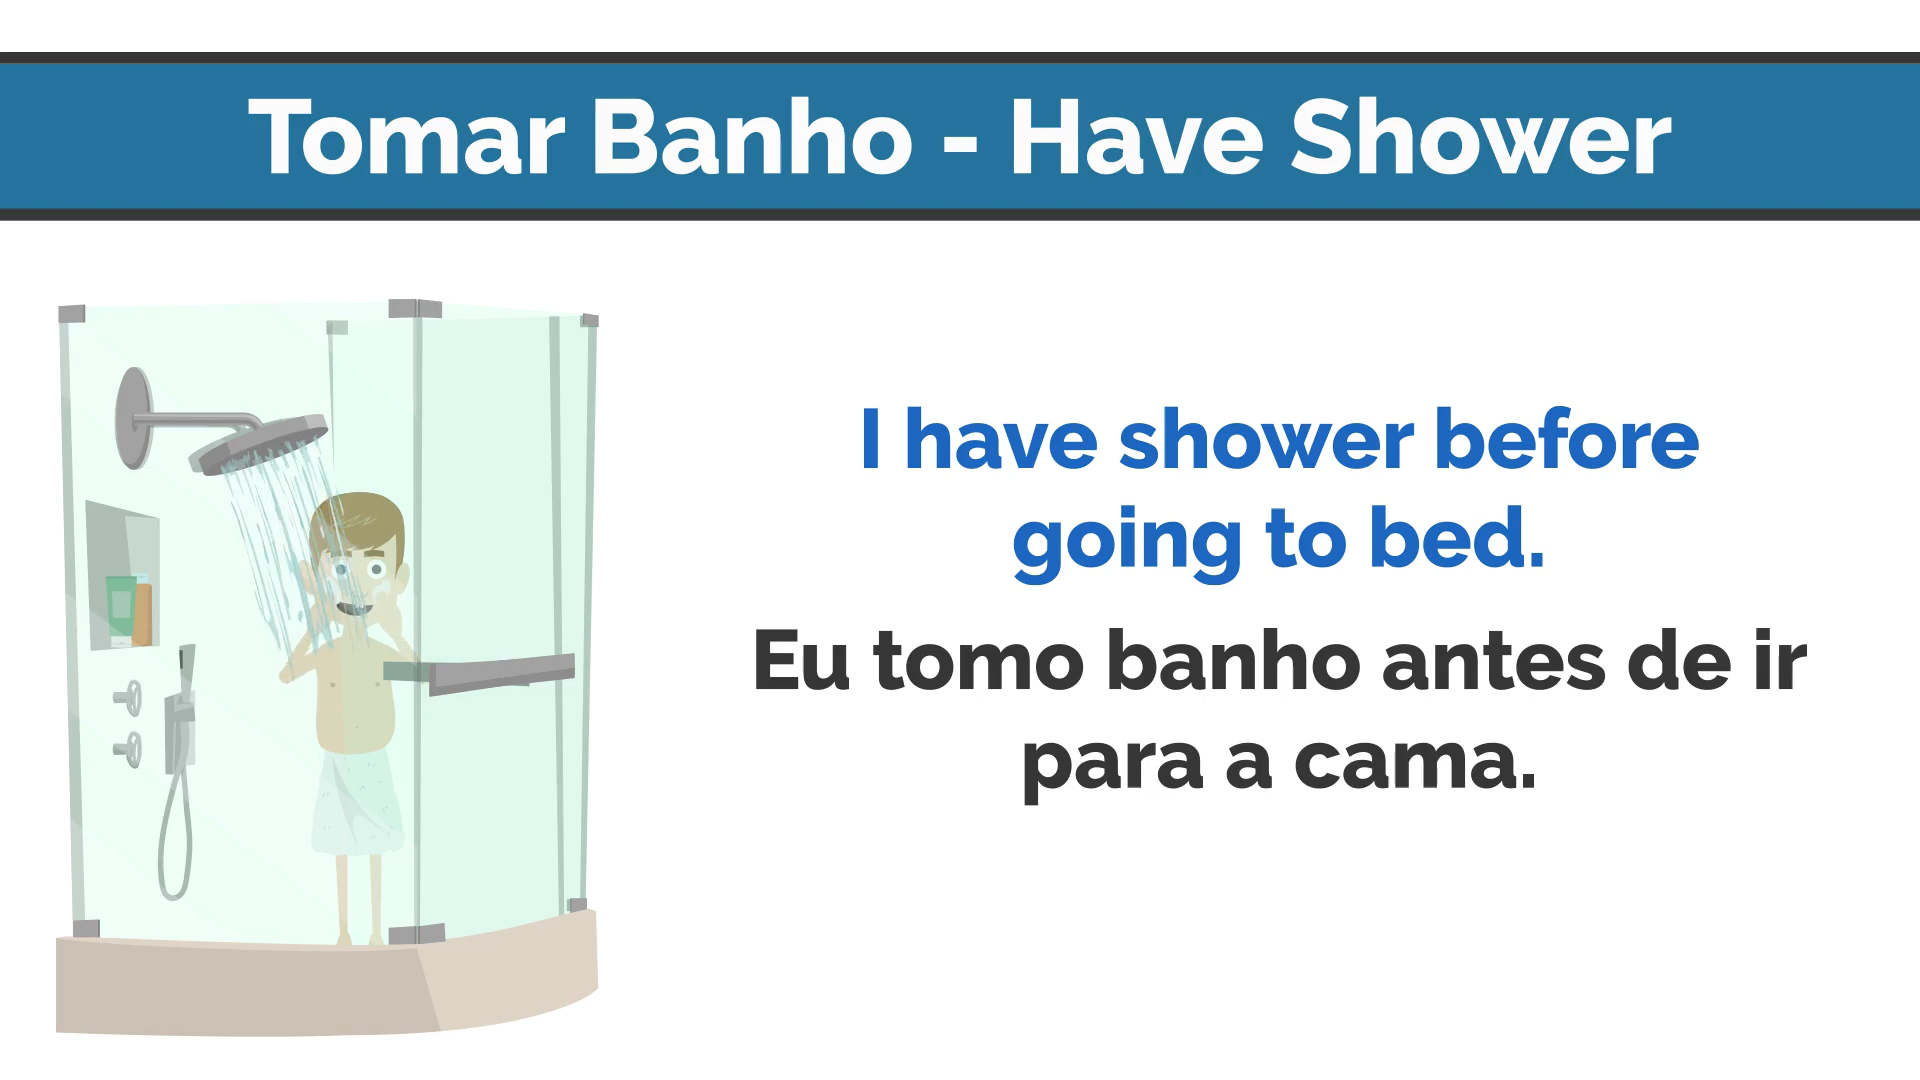 Tomar Banho - Have Shower
I have shower before
going to bed.
Eu tomo banho antes de ir
para a cama.